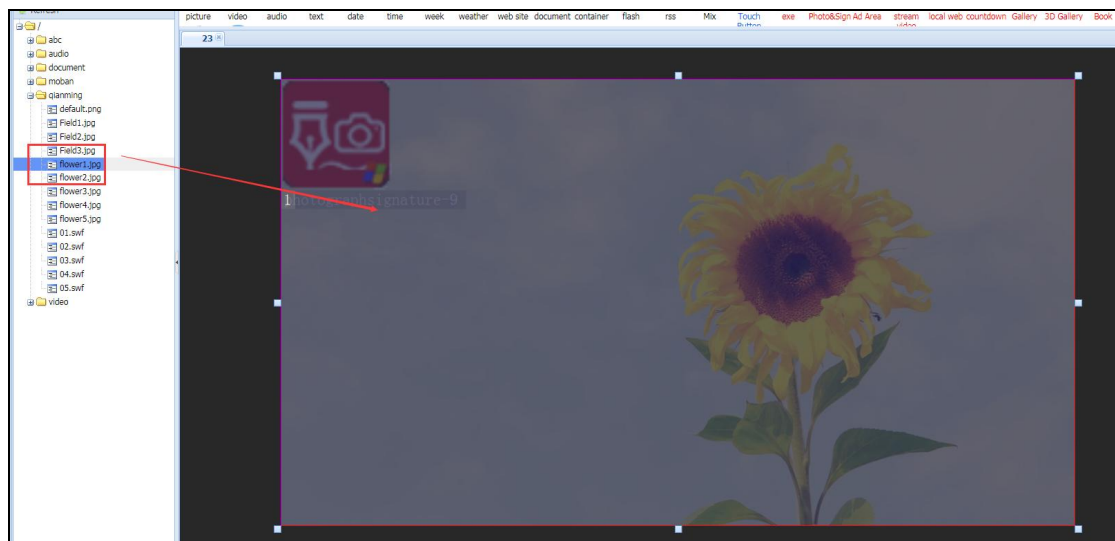 Refresh
picture video audio text date time week weather web site document container flash rss Mix Touch Button exe Photo&Sign Ad Area stream video local web countdown Gallery 3D Gallery Book
/
23
abc
audio
document
moban
qianming
default.png
Field1.jpg
Field2.jpg
Field3.jpg
flower1.jpg
flower2.jpg
flower3.jpg
flower4.jpg
flower5.jpg
01.swf
02.swf
03.swf
04.swf
05.swf
video
1hotographsignature-9